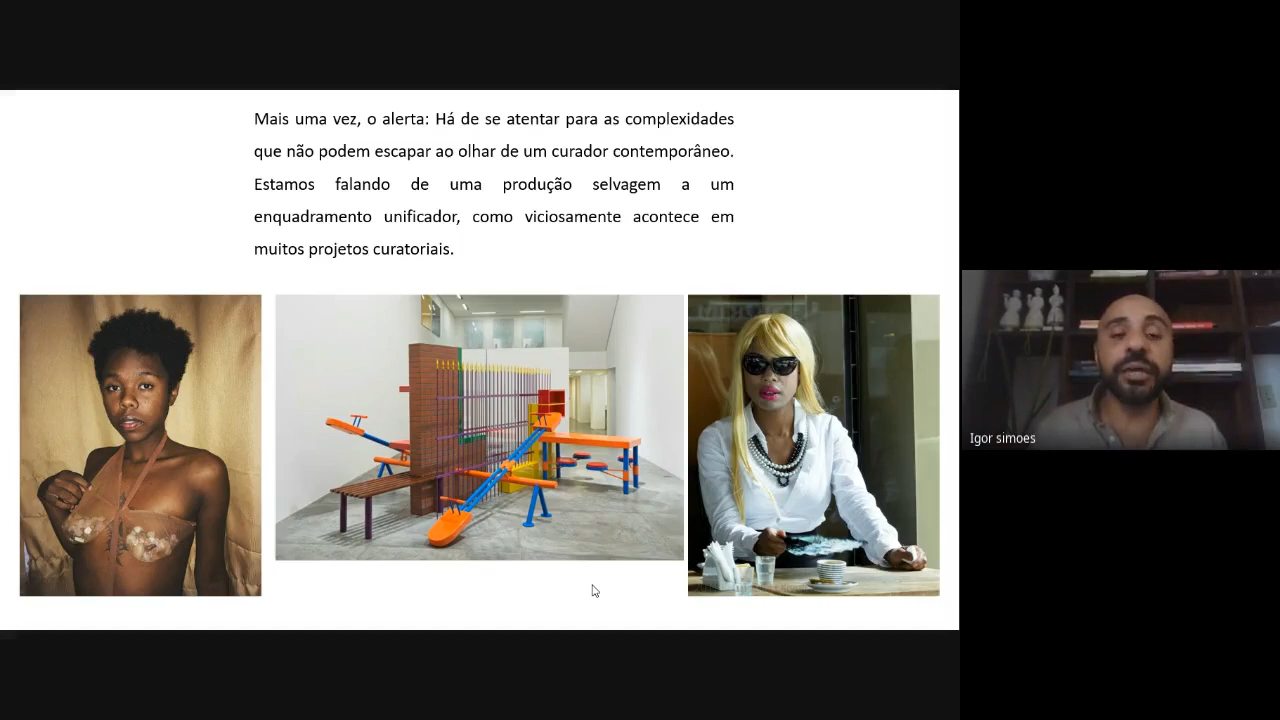 Mais uma vez, o alerta: Há de se atentar para as complexidades
que não podem escapar ao olhar de um curador contemporâneo.
Estamos falando de uma produção selvagem a um
enquadramento unificador, como viciosamente acontece em
muitos projetos curatoriais.
Igor simoes